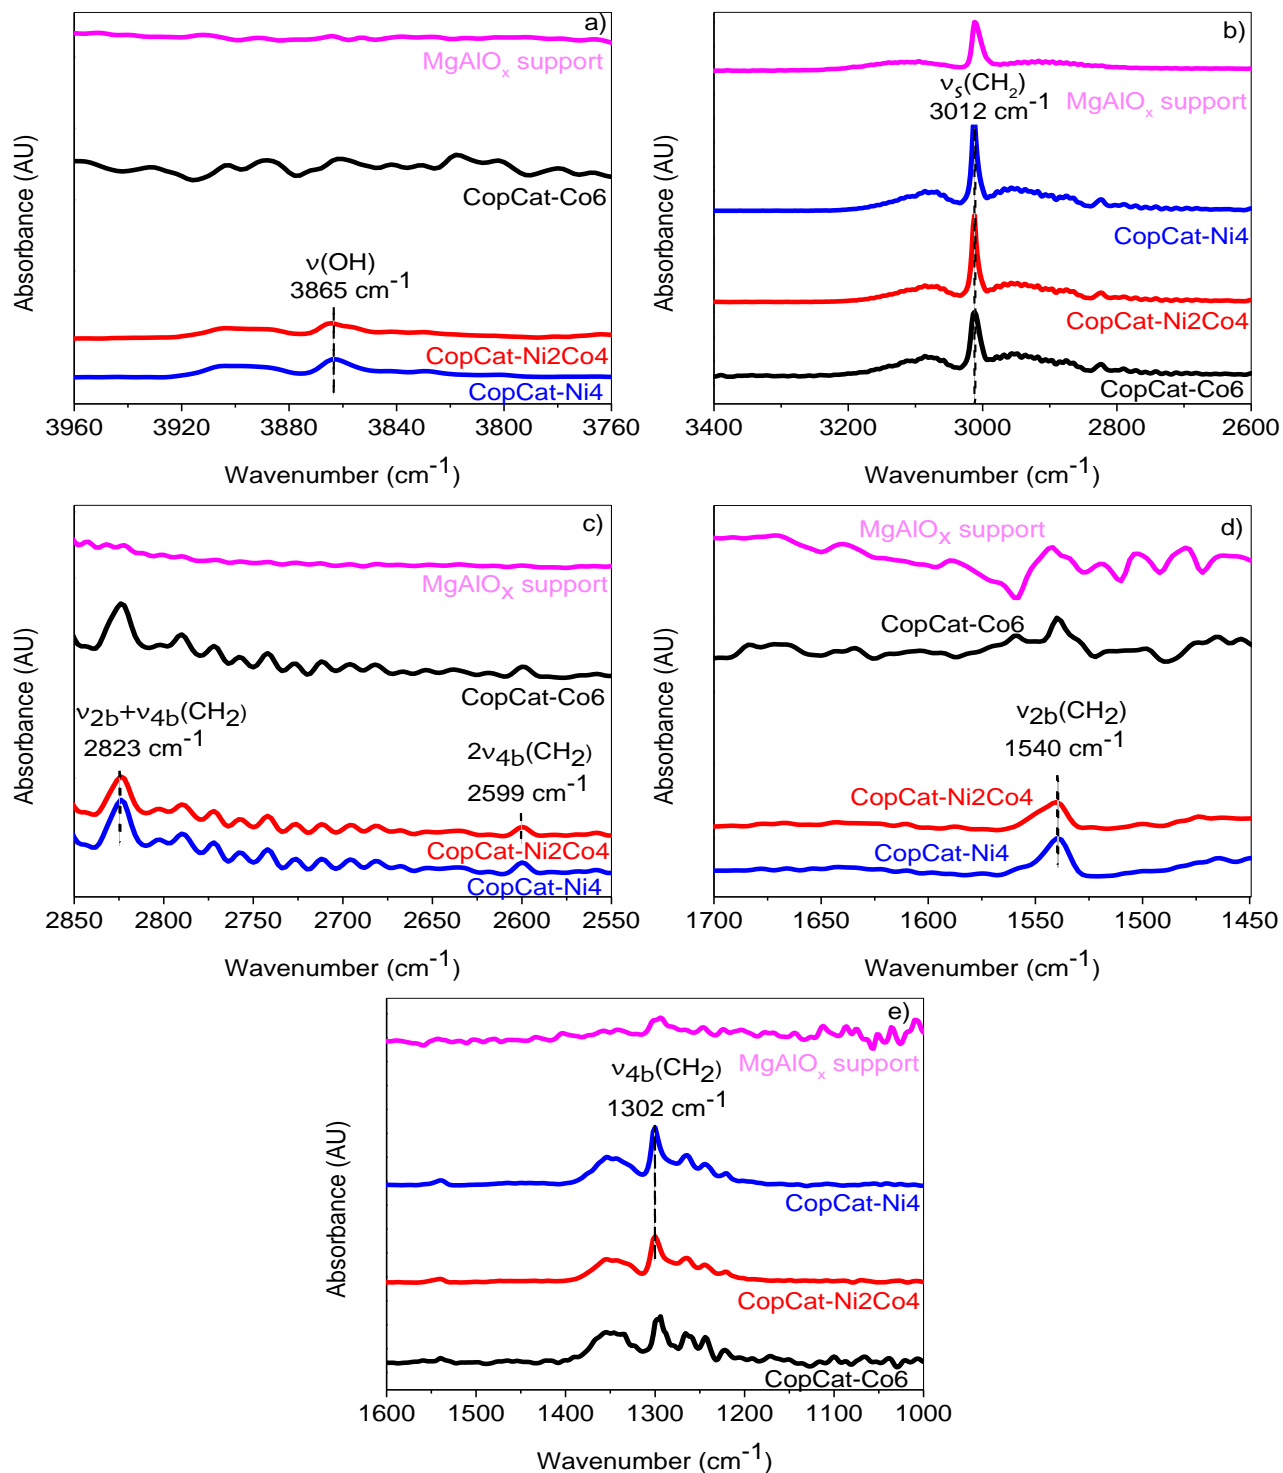 a)
MgAlOₓ support
CopCat-Co6
ν(OH)
3865 cm⁻¹
CopCat-Ni2Co4
CopCat-Ni4
Absorbance (AU)
3960 3920 3880 3840 3800 3760
Wavenumber (cm⁻¹)
b)
MgAlOₓ support
νₛ(CH₂)
3012 cm⁻¹
CopCat-Ni4
CopCat-Ni2Co4
CopCat-Co6
Absorbance (AU)
3400 3200 3000 2800 2600
Wavenumber (cm⁻¹)
c)
MgAlOₓ support
CopCat-Co6
ν2b+ν4b(CH₂)
2823 cm⁻¹
2ν4b(CH₂)
2599 cm⁻¹
CopCat-Ni2Co4
CopCat-Ni4
Absorbance (AU)
2850 2800 2750 2700 2650 2600 2550
Wavenumber (cm⁻¹)
d)
MgAlOₓ support
CopCat-Co6
ν2b(CH₂)
1540 cm⁻¹
CopCat-Ni2Co4
CopCat-Ni4
Absorbance (AU)
1700 1650 1600 1550 1500 1450
Wavenumber (cm⁻¹)
e)
MgAlOₓ support
ν4b(CH₂)
1302 cm⁻¹
CopCat-Ni4
CopCat-Ni2Co4
CopCat-Co6
Absorbance (AU)
1600 1500 1400 1300 1200 1100 1000
Wavenumber (cm⁻¹)